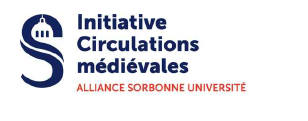 Initiative
Circulations
médiévales
ALLIANCE SORBONNE UNIVERSITÉ